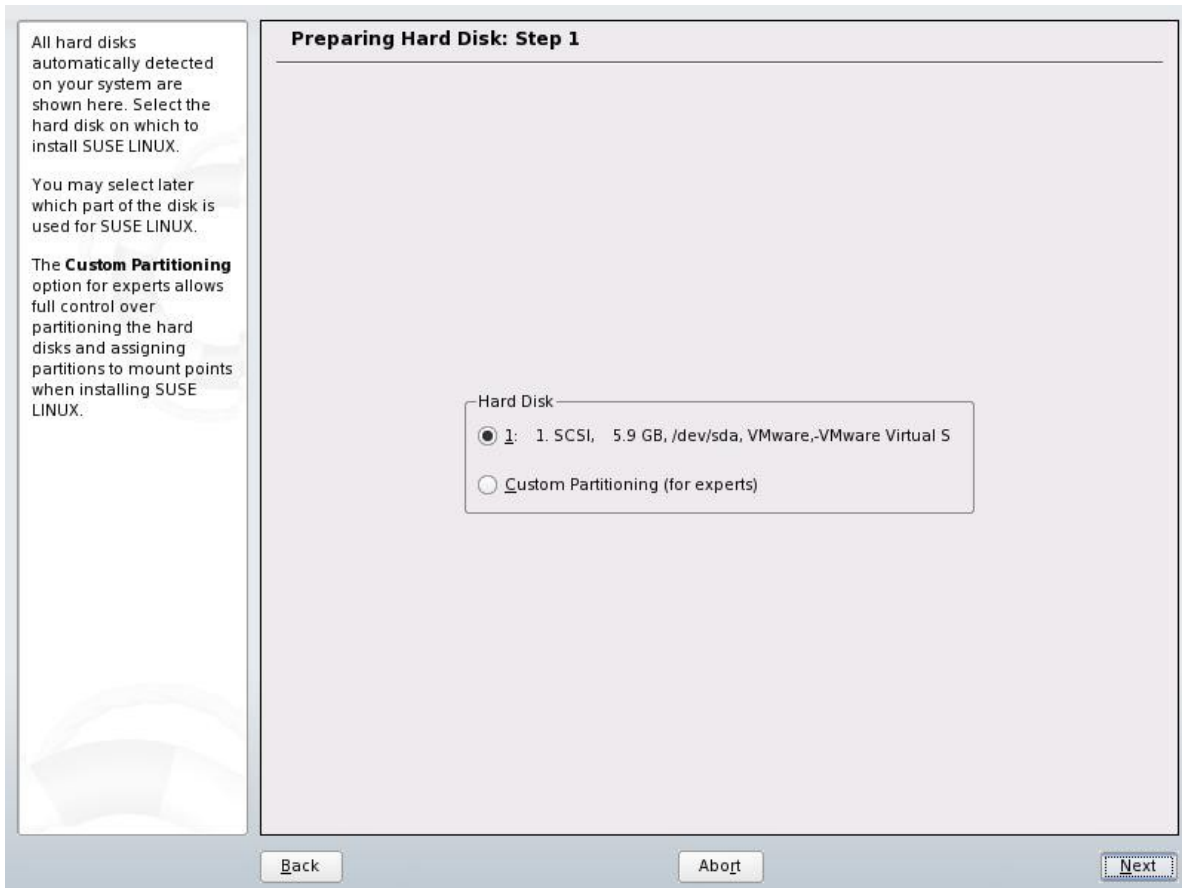 All hard disks
automatically detected
on your system are
shown here. Select the
hard disk on which to
install SUSE LINUX.
You may select later
which part of the disk is
used for SUSE LINUX.
The Custom Partitioning
option for experts allows
full control over
partitioning the hard
disks and assigning
partitions to mount points
when installing SUSE
LINUX.
Preparing Hard Disk: Step 1
Hard Disk
1: 1. SCSI, 5.9 GB, /dev/sda, VMware,-VMware Virtual S
Custom Partitioning (for experts)
Back
Abort
Next